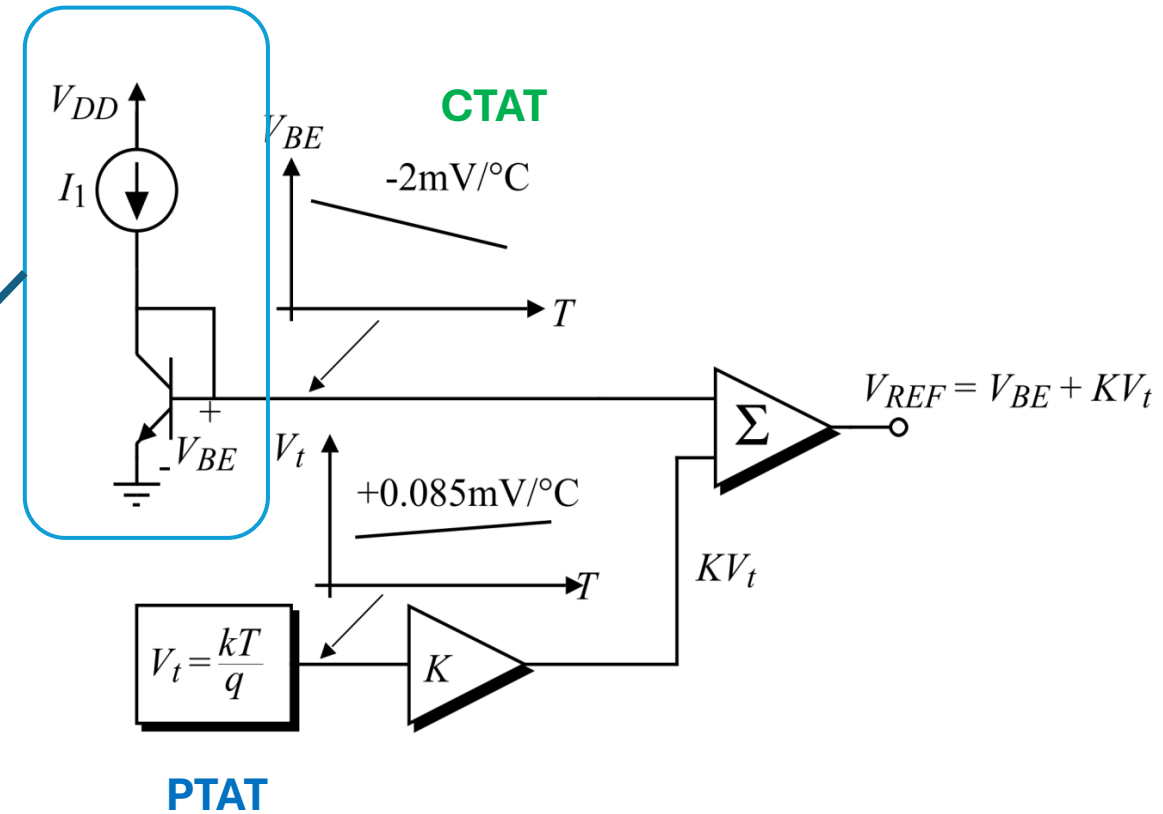 V_DD
CTAT
V_BE
-2mV/°C
I_1
T
V_REF = V_BE + KV_t
Σ
+
-V_BE
V_t
+0.085mV/°C
T
KV_t
V_t = kT/q
K
PTAT